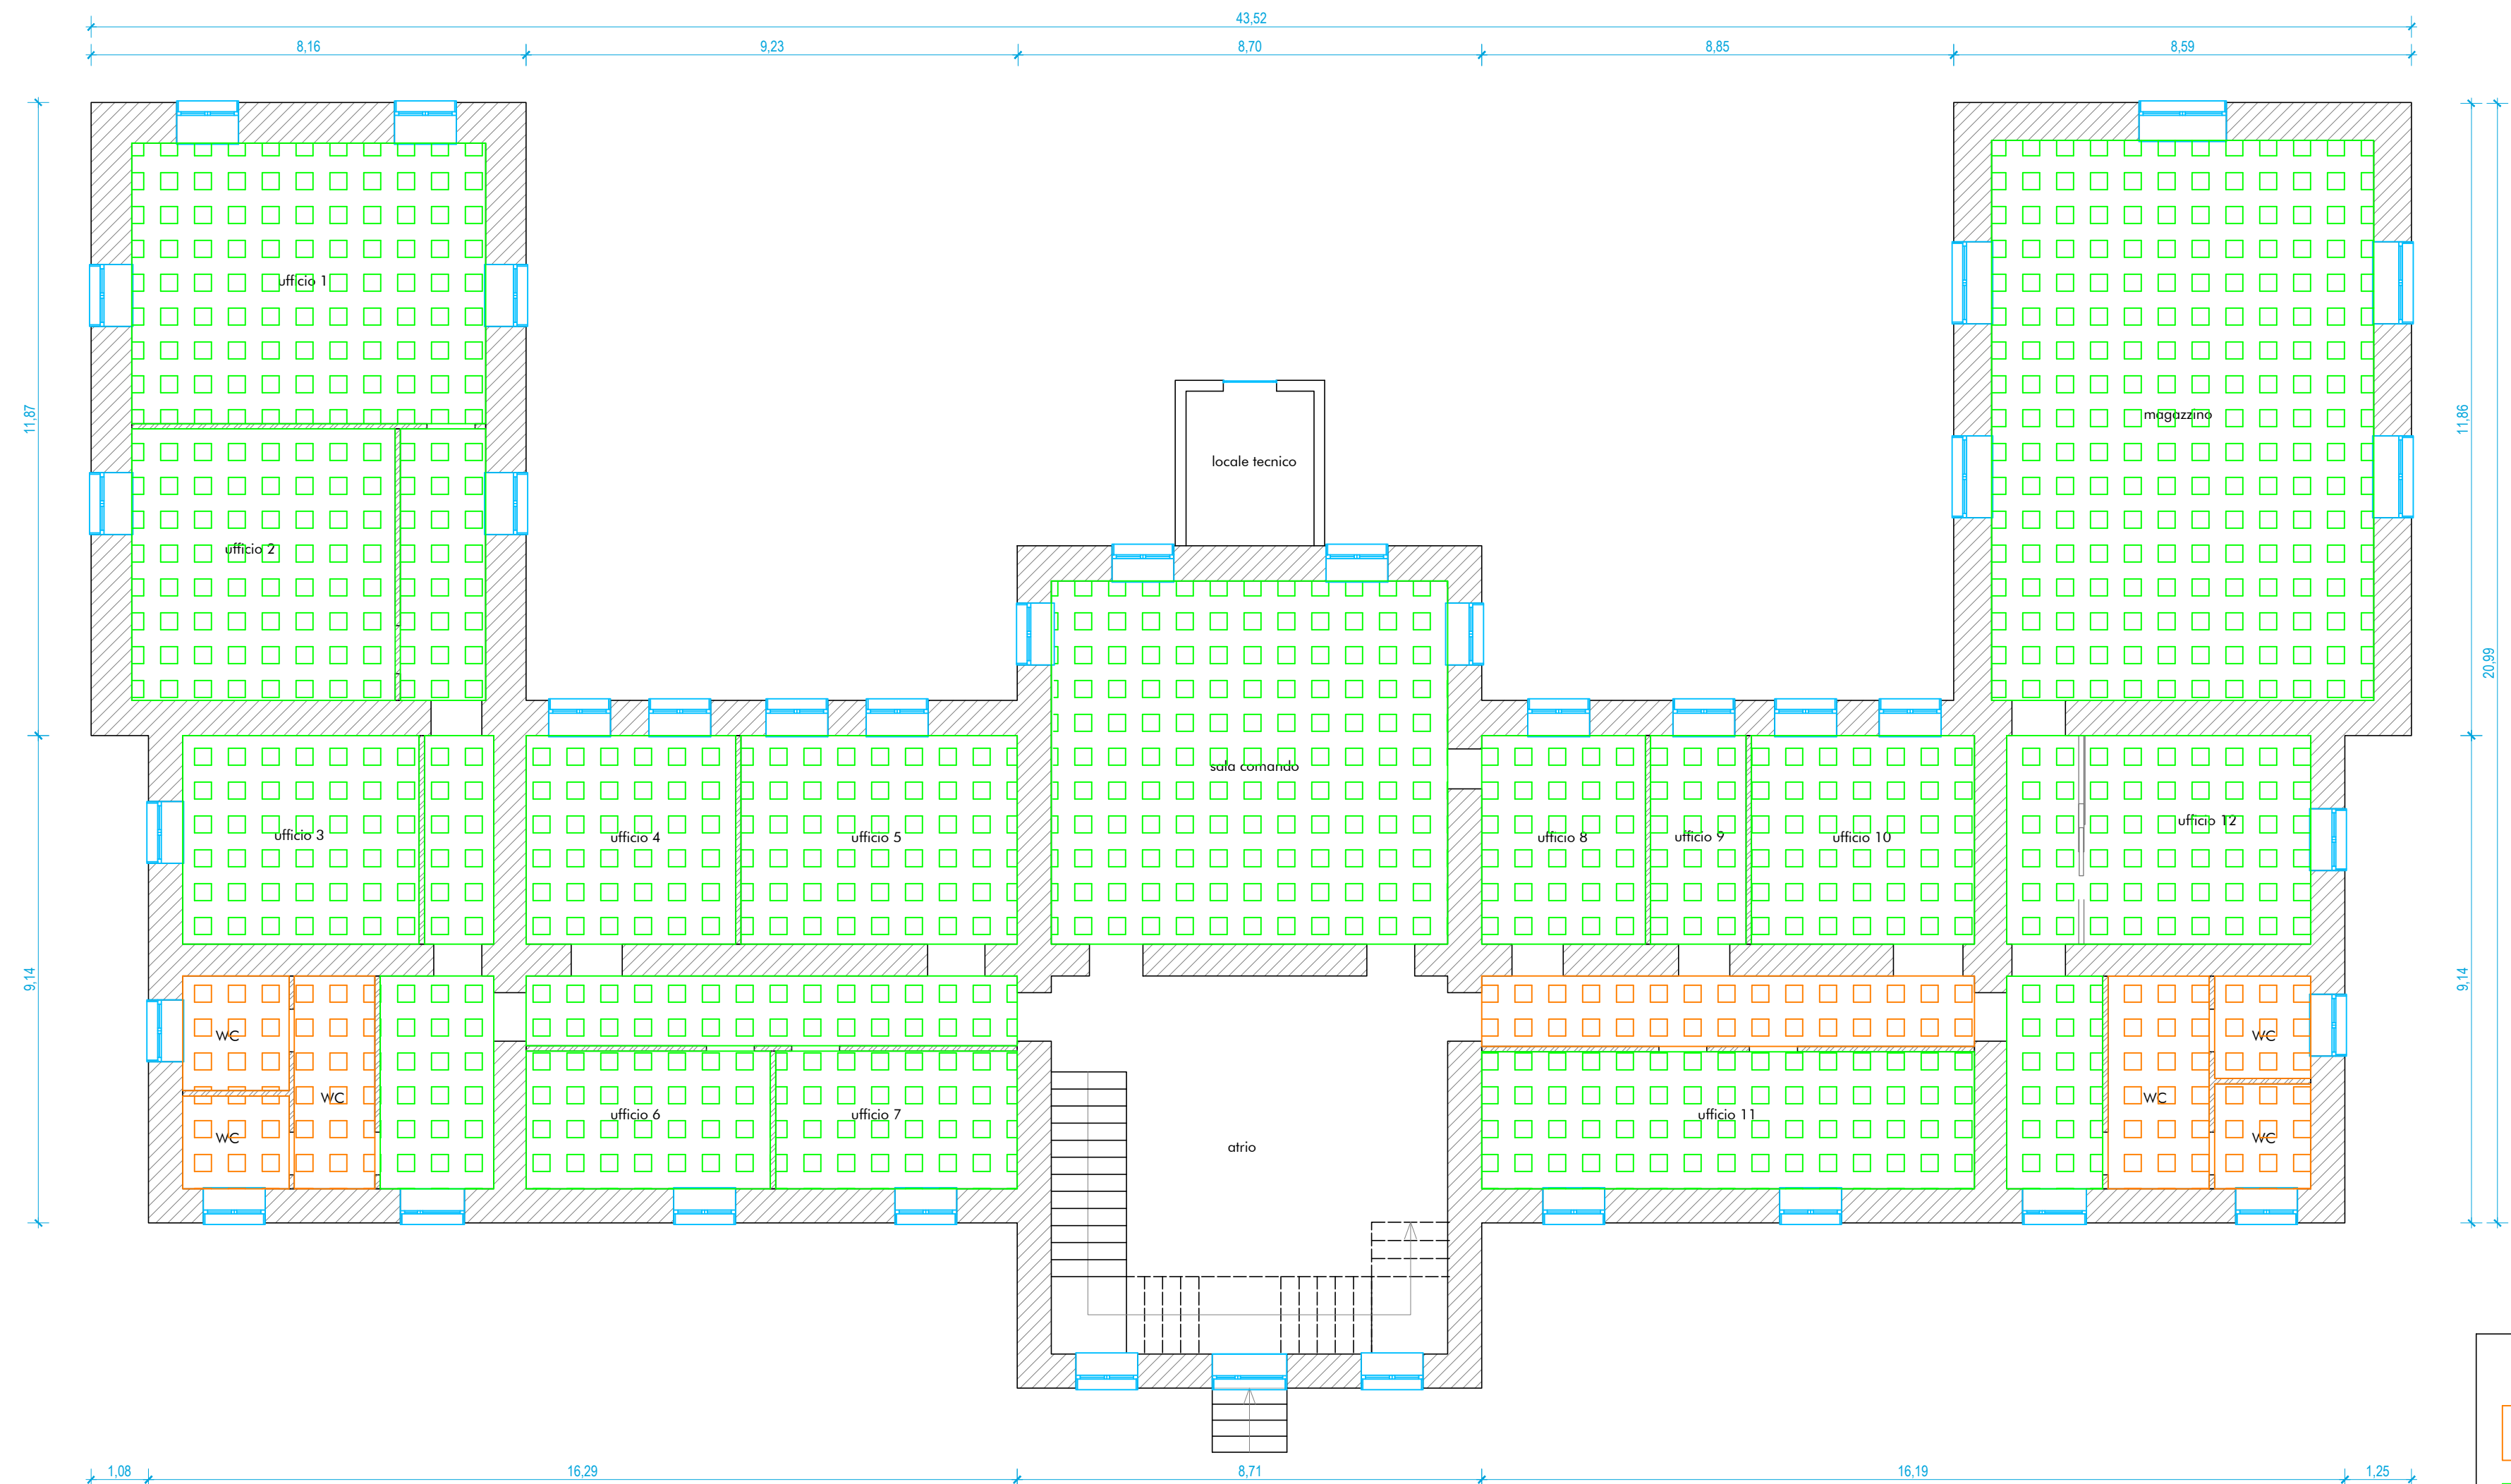 43,52
8,16
9,23
8,70
8,85
8,59
ufficio 1
11,87
magazzino
11,86
locale tecnico
ufficio 2
20,99
sala comando
ufficio 3
ufficio 4
ufficio 5
ufficio 8
ufficio 9
ufficio 10
ufficio 12
9,14
9,14
WC
WC
WC
WC
WC
WC
ufficio 6
ufficio 7
atrio
ufficio 11
1,08
16,29
8,71
16,19
1,25